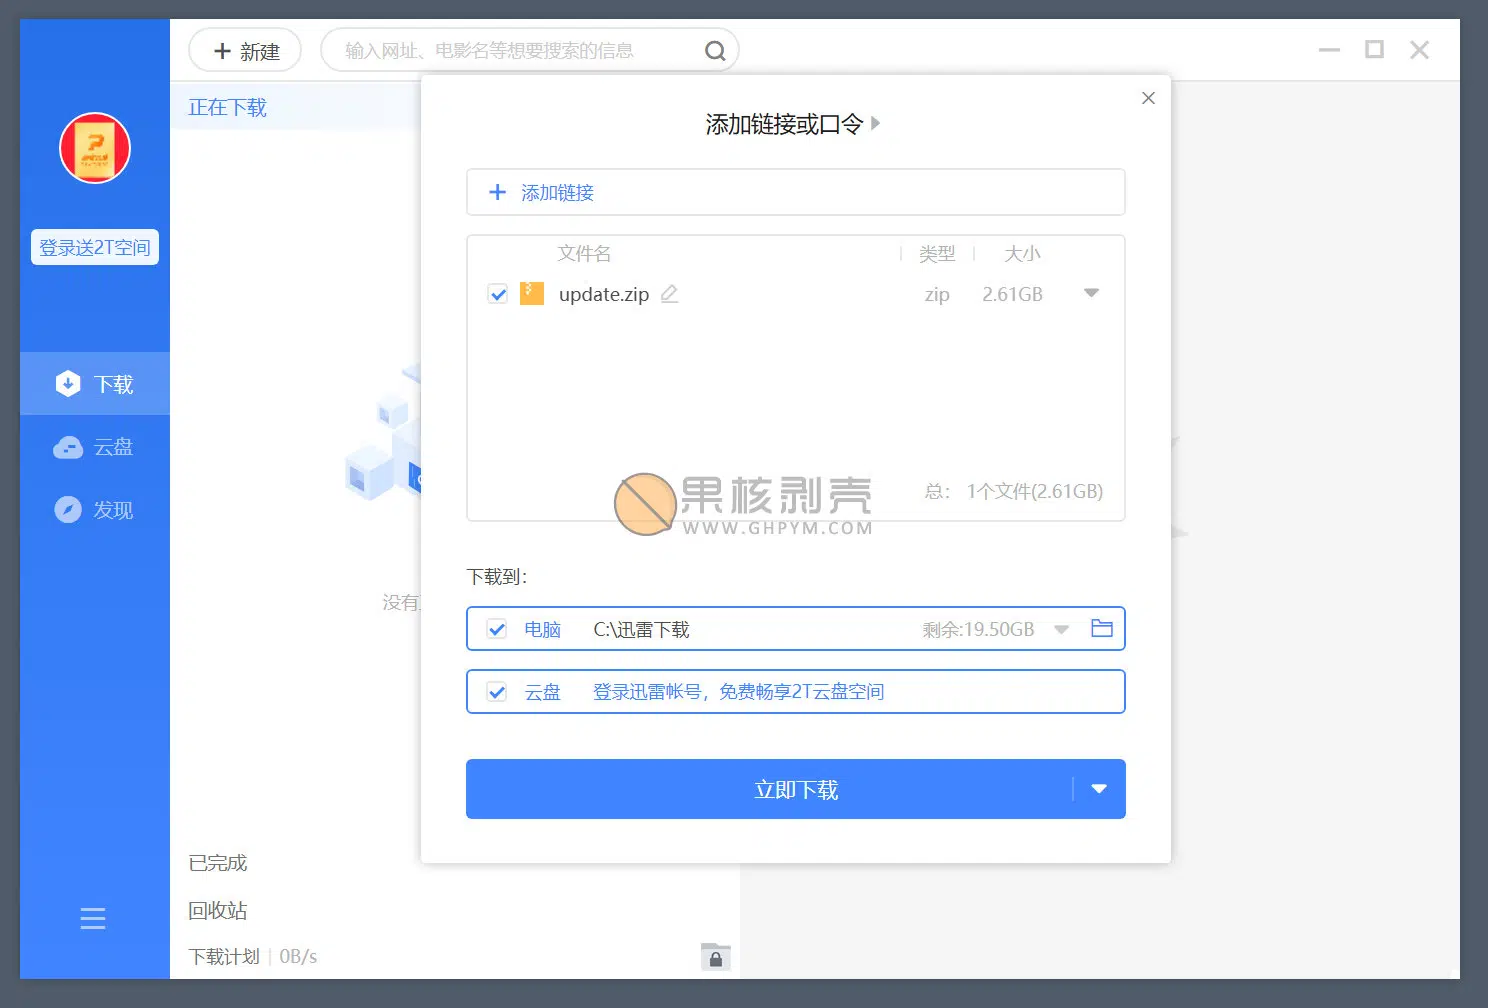 新建
输入网址、电影名等想要搜索的信息
正在下载
登录送2T空间
下载
云盘
发现
没有
已完成
回收站
下载计划 | 0B/s
添加链接或口令
添加链接
文件名 | 类型 | 大小
update.zip zip 2.61GB
总： 1个文件(2.61GB)
果核剥壳
WWW.GHPYM.COM
下载到：
电脑 C:\迅雷下载 剩余:19.50GB
云盘 登录迅雷帐号，免费畅享2T云盘空间
立即下载